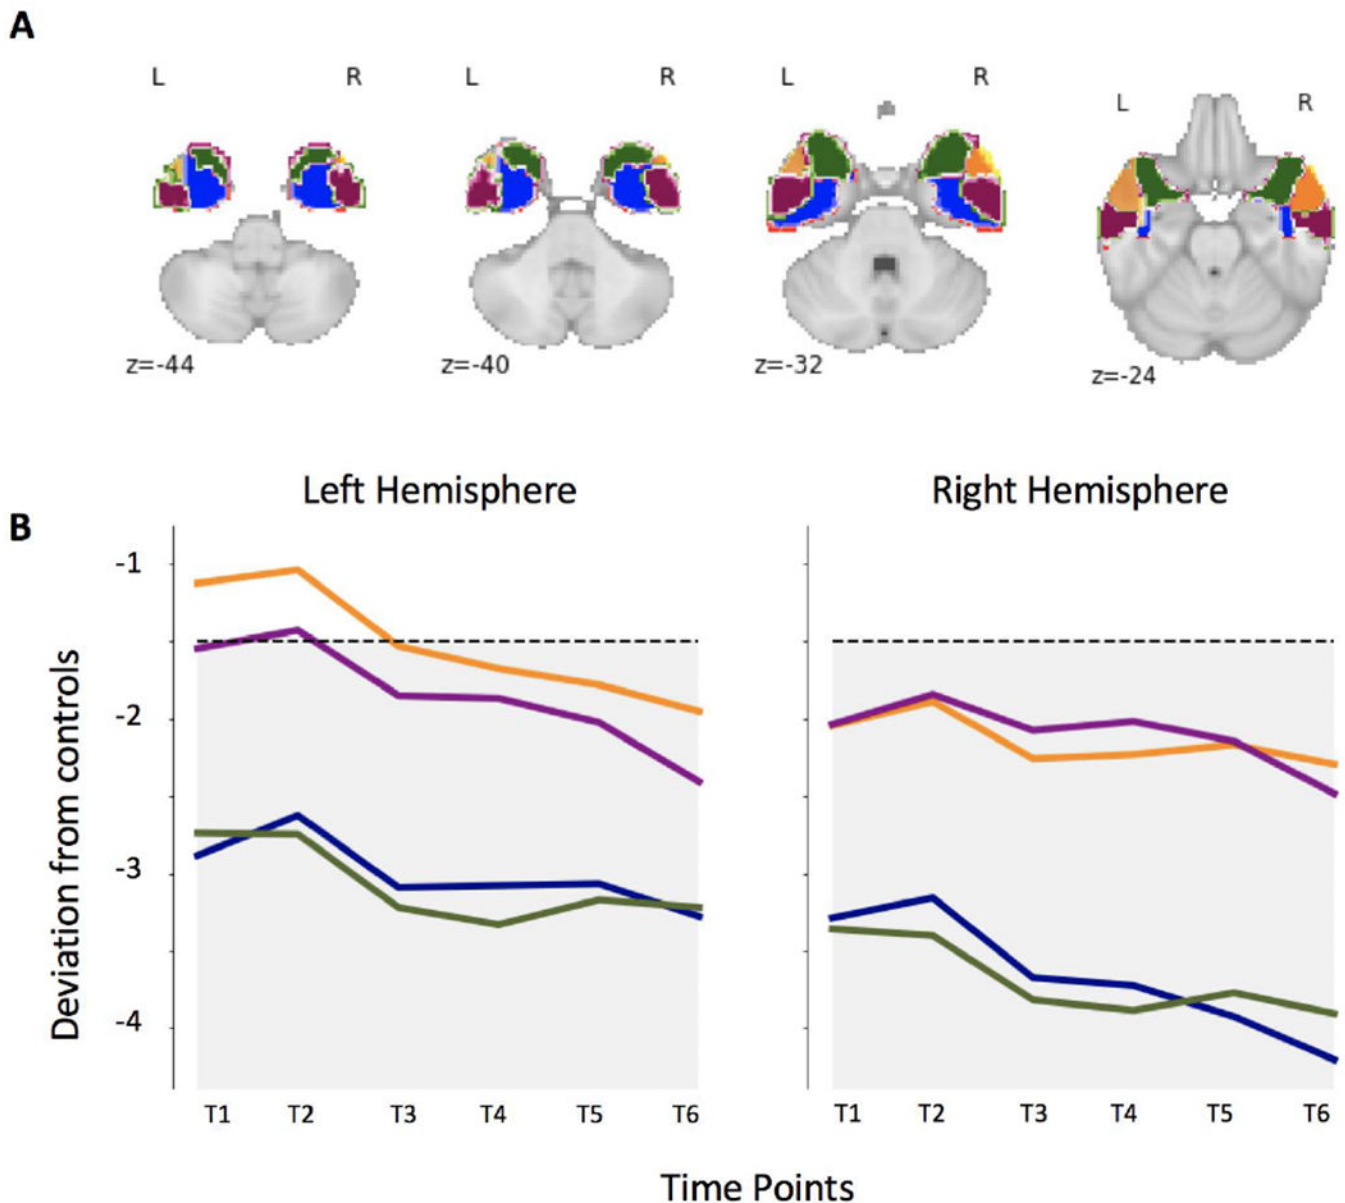 A
L R L R L R L R
z=-44 z=-40 z=-32 z=-24
Left Hemisphere Right Hemisphere
B
Deviation from controls
-1
-2
-3
-4
T1 T2 T3 T4 T5 T6 T1 T2 T3 T4 T5 T6
Time Points